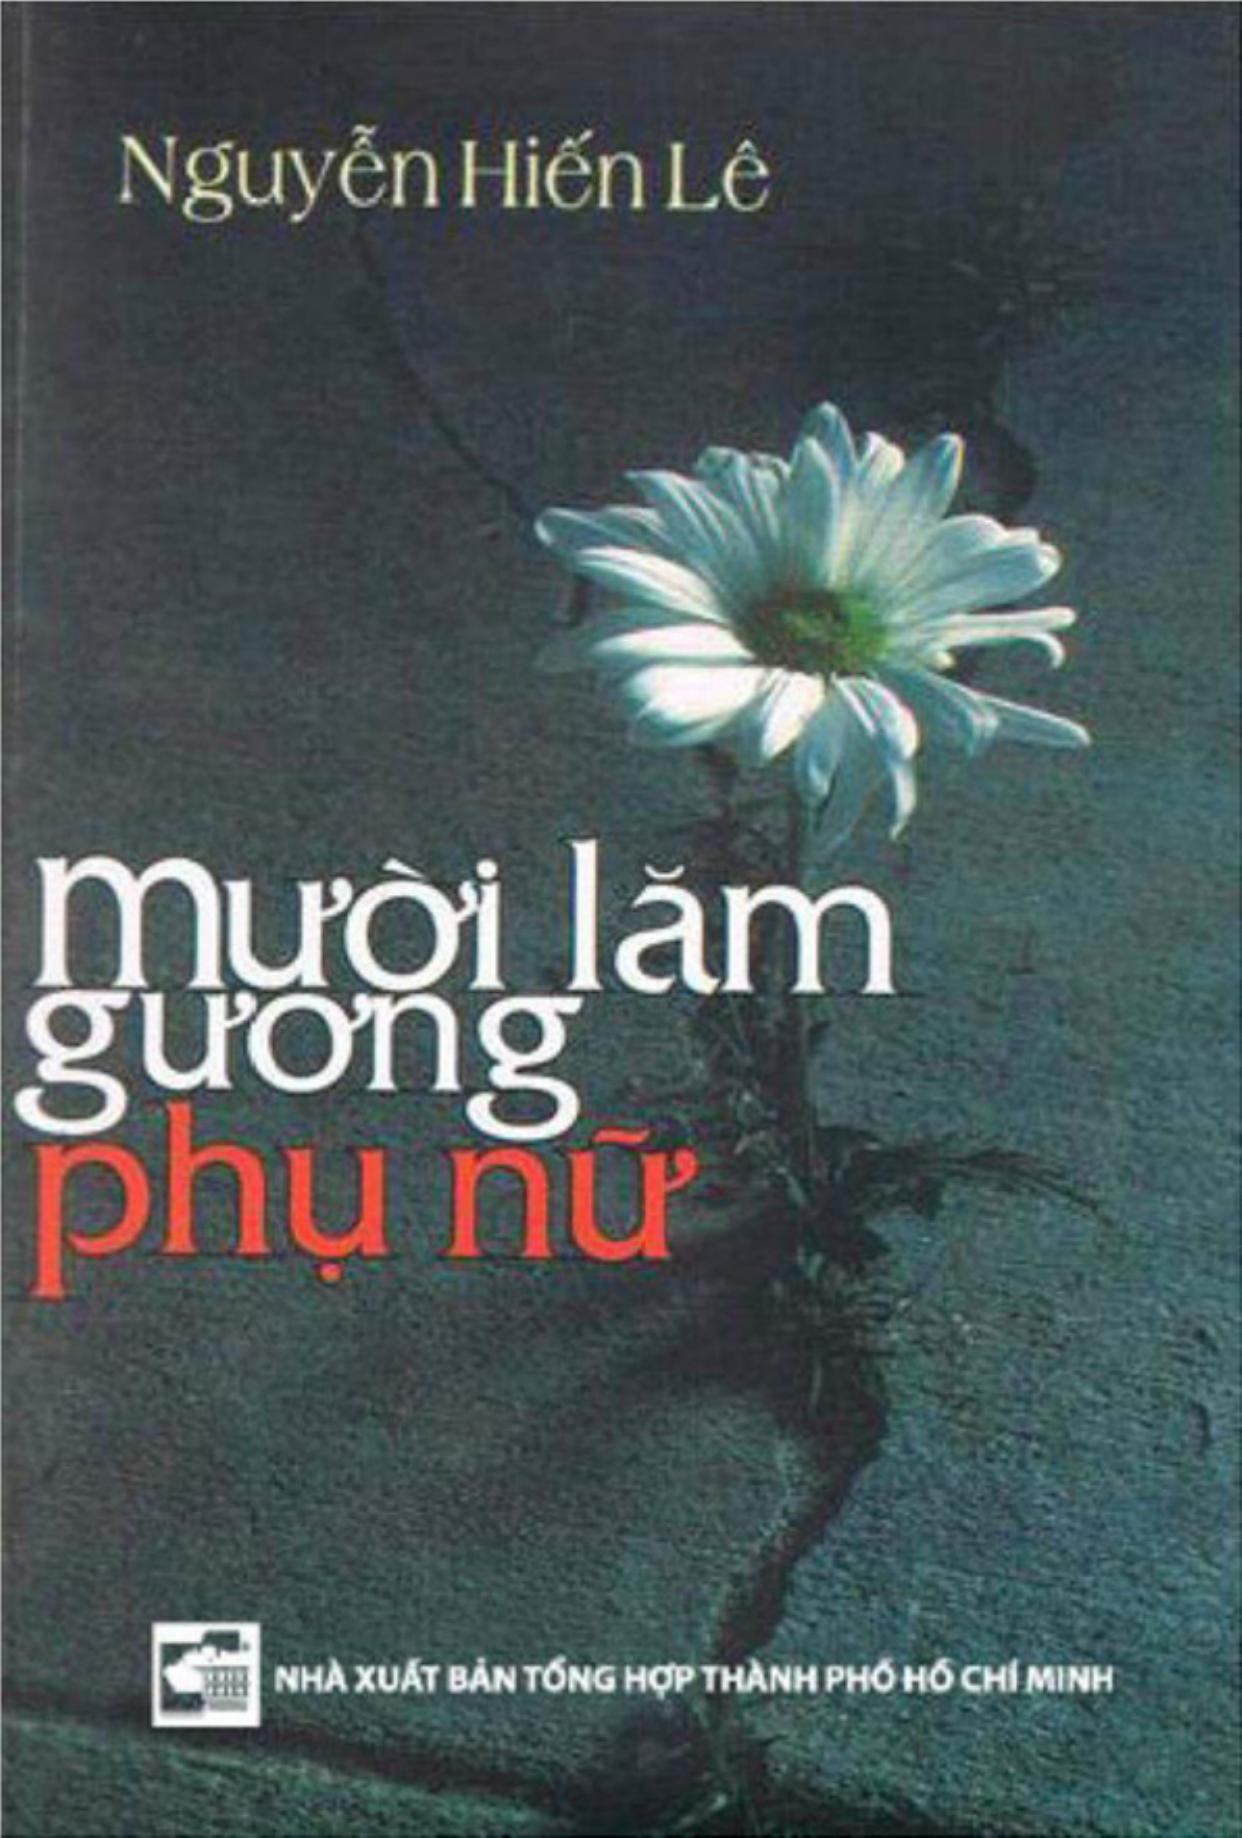 Nguyễn Hiến Lê
mười lăm
gương
phụ nữ
NHÀ XUẤT BẢN TỔNG HỢP THÀNH PHỐ HỒ CHÍ MINH